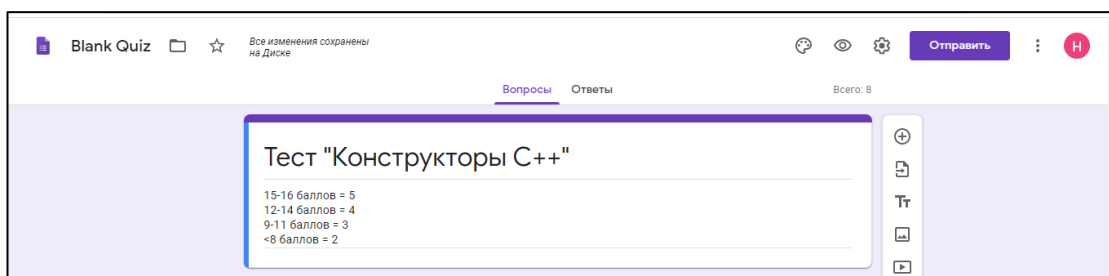 Blank Quiz
Все изменения сохранены
на Диске
Отправить
Н
Вопросы Ответы
Всего: 8
Тест "Конструкторы C++"
15-16 баллов = 5
12-14 баллов = 4
9-11 баллов = 3
<8 баллов = 2
Тт